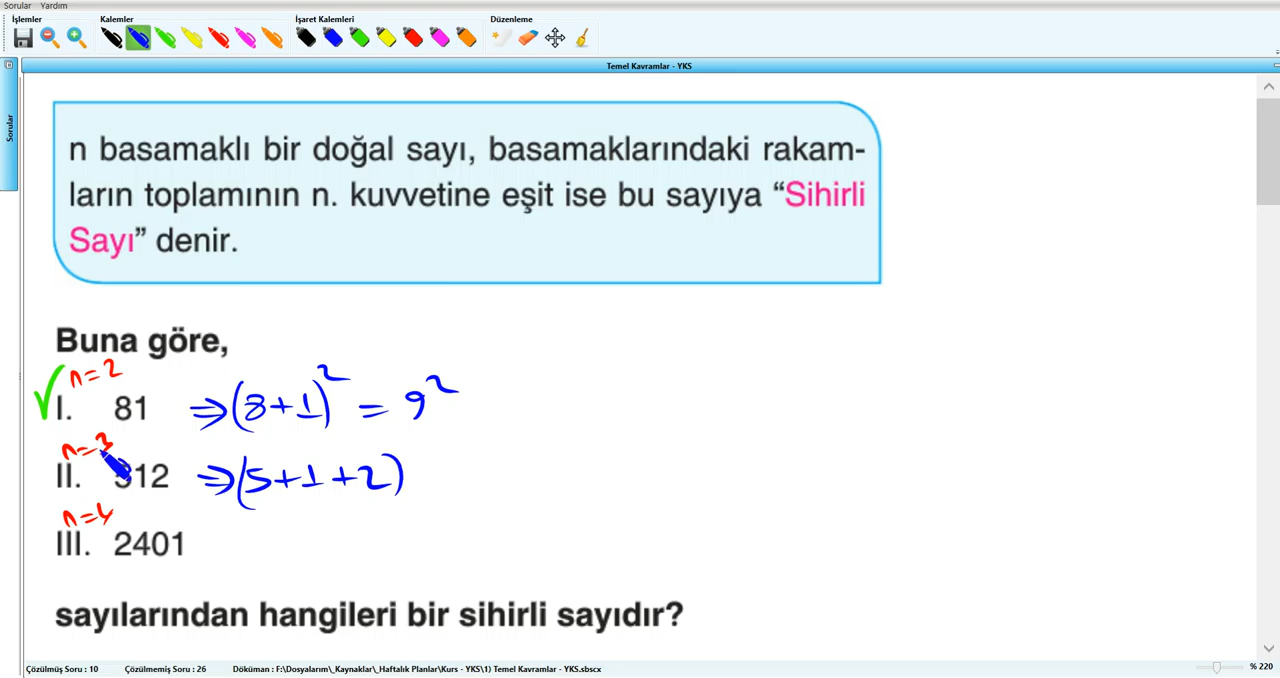 Sorular Yardım
İşlemler Kalemler İşaret Kalemleri Düzenleme
Temel Kavramlar - YKS
Sorular
n basamaklı bir doğal sayı, basamaklarındaki rakam-
ların toplamının n. kuvvetine eşit ise bu sayıya “Sihirli
Sayı” denir.
Buna göre,
n=2
✓ I. 81 ⇒(8+1)² = 9²
n=3
II. 12 ⇒(5+1+2)
n=4
III. 2401
sayılarından hangileri bir sihirli sayıdır?
Çözülmüş Soru : 10 Çözülmemiş Soru : 26 Döküman : F:\Dosyalarım\_Kaynaklar\_Haftalık Planlar\Kurs - YKS\1) Temel Kavramlar - YKS.sbscx % 220